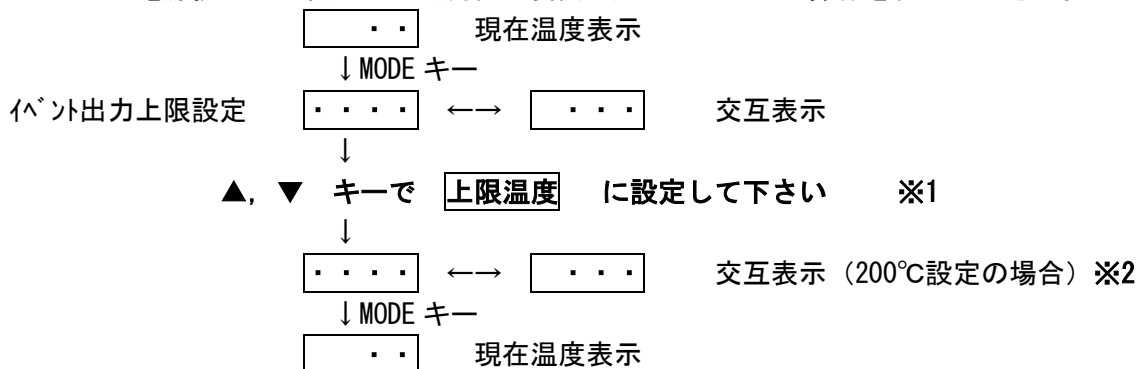 ・・ 現在温度表示
↓MODE キー
ｲﾍﾞﾝﾄ出力上限設定 ・・・・ ←→ ・・・ 交互表示
↓
▲, ▼ キーで 上限温度 に設定して下さい ※1
↓
・・・・ ←→ ・・・ 交互表示（200℃設定の場合）※2
↓MODE キー
・・ 現在温度表示